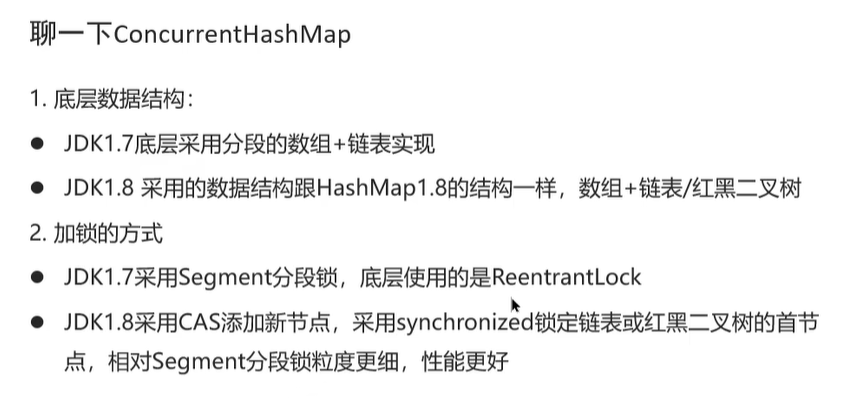 聊一下ConcurrentHashMap
1. 底层数据结构：
● JDK1.7底层采用分段的数组+链表实现
● JDK1.8 采用的数据结构跟HashMap1.8的结构一样，数组+链表/红黑二叉树
2. 加锁的方式
● JDK1.7采用Segment分段锁，底层使用的是ReentrantLock
● JDK1.8采用CAS添加新节点，采用synchronized锁定链表或红黑二叉树的首节
点，相对Segment分段锁粒度更细，性能更好